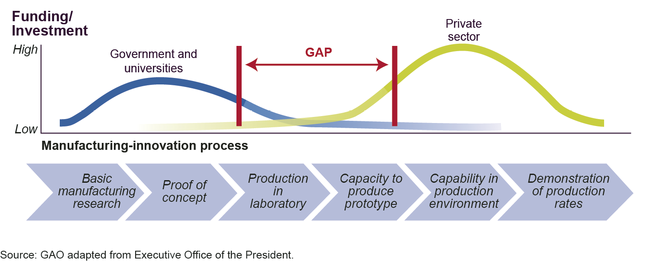 Funding/
Investment
High
Government and
universities
GAP
Private
sector
Low
Manufacturing-innovation process
Basic
manufacturing
research
Proof of
concept
Production
in
laboratory
Capacity to
produce
prototype
Capability in
production
environment
Demonstration
of production
rates
Source: GAO adapted from Executive Office of the President.